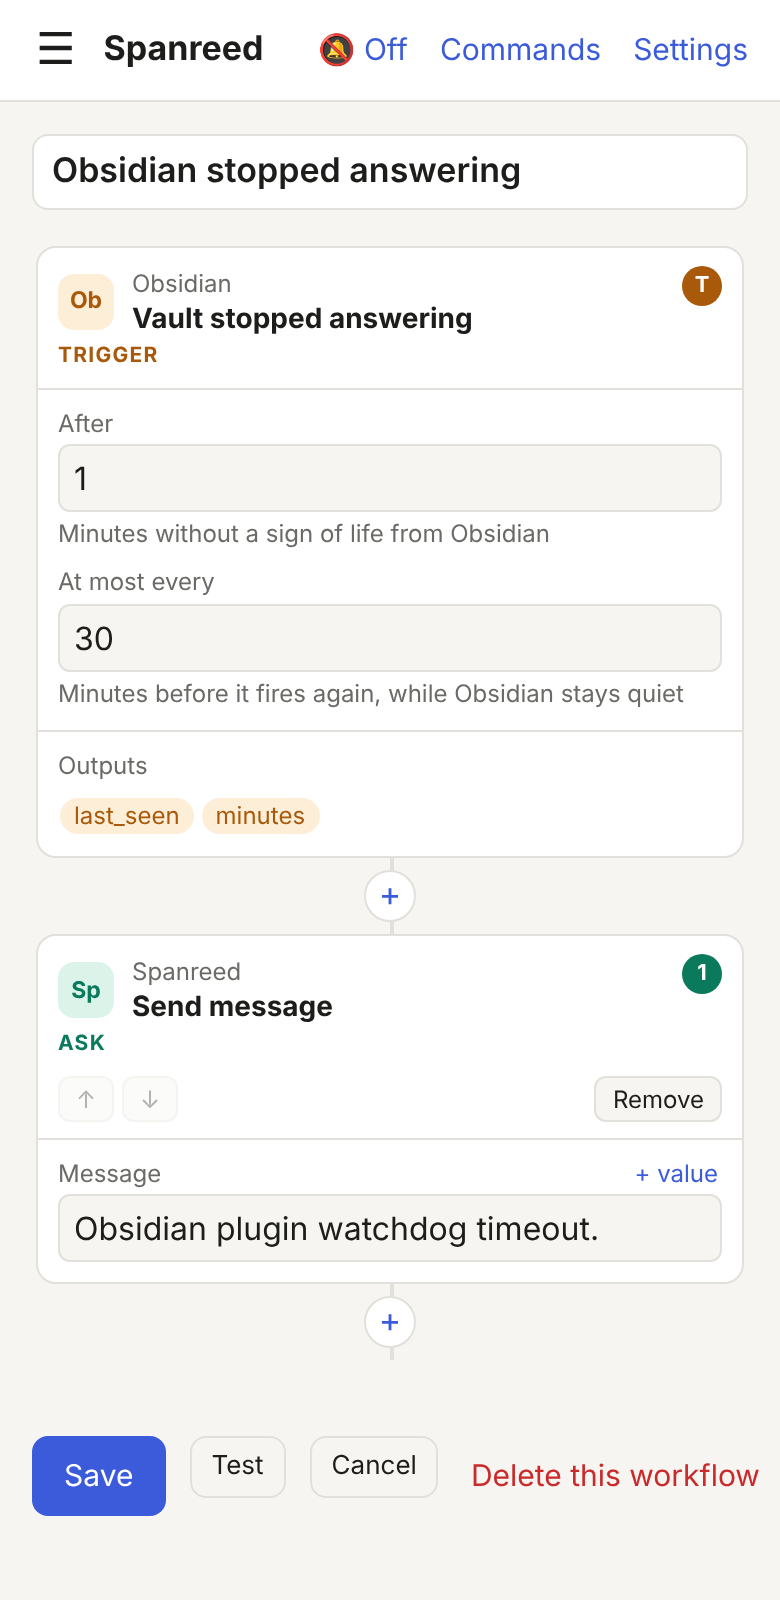 ☰ Spanreed 🔕 Off Commands Settings
Obsidian stopped answering
Ob
Obsidian
Vault stopped answering
T
TRIGGER
After
1
Minutes without a sign of life from Obsidian
At most every
30
Minutes before it fires again, while Obsidian stays quiet
Outputs
last_seen minutes
+
Sp
Spanreed
Send message
1
ASK
↑ ↓ Remove
Message + value
Obsidian plugin watchdog timeout.
+
Save Test Cancel Delete this workflow